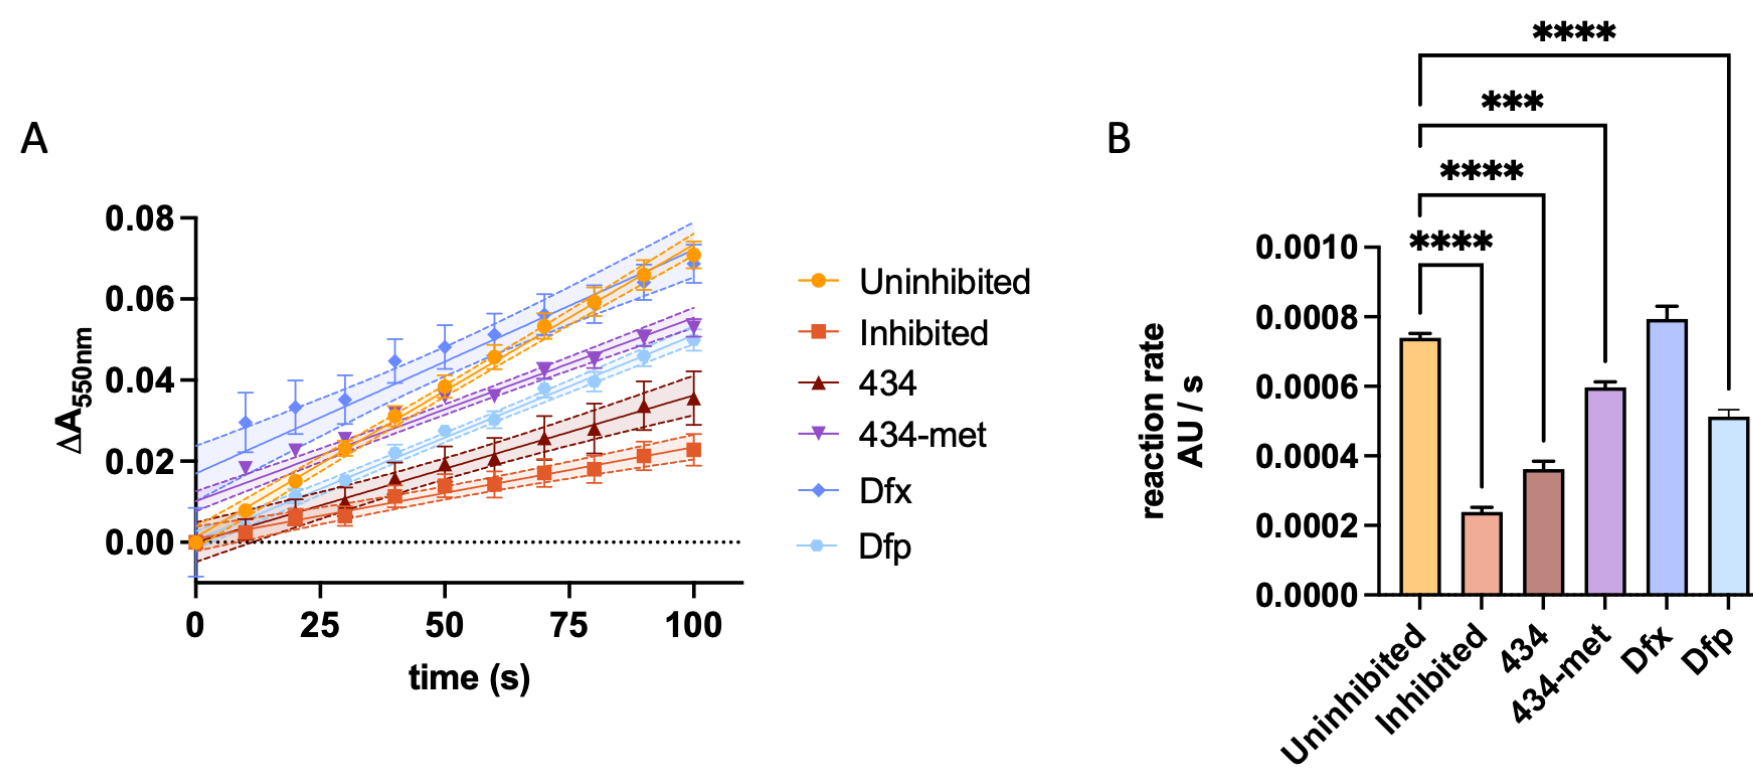 A
0.08
0.06
0.04
0.02
0.00
ΔA550nm
0
25
50
75
100
time (s)
Uninhibited
Inhibited
434
434-met
Dfx
Dfp
B
****
***
****
****
0.0010
0.0008
0.0006
0.0004
0.0002
0.0000
reaction rate
AU / s
Uninhibited
Inhibited
434
434-met
Dfx
Dfp